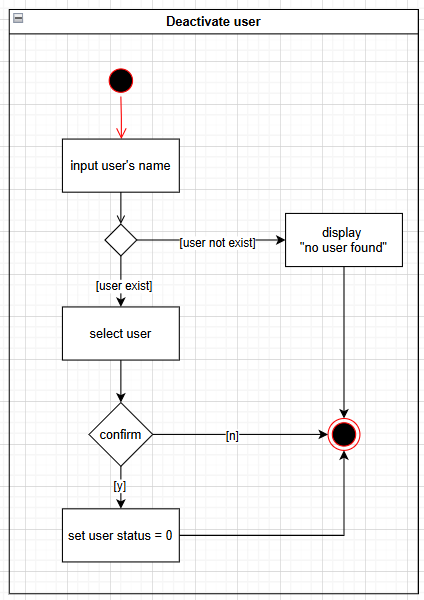 Deactivate user
input user's name
[user not exist]
display
"no user found"
[user exist]
select user
confirm
[n]
[y]
set user status = 0